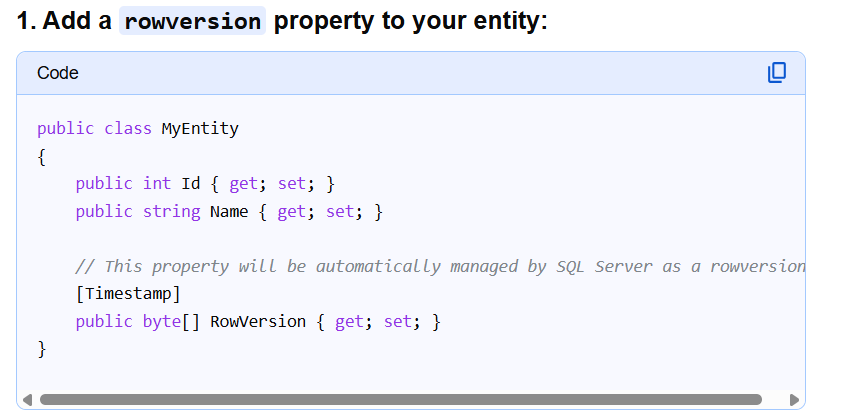 1. Add a rowversion property to your entity:
Code
public class MyEntity
{
    public int Id { get; set; }
    public string Name { get; set; }

    // This property will be automatically managed by SQL Server as a rowversion
    [Timestamp]
    public byte[] RowVersion { get; set; }
}